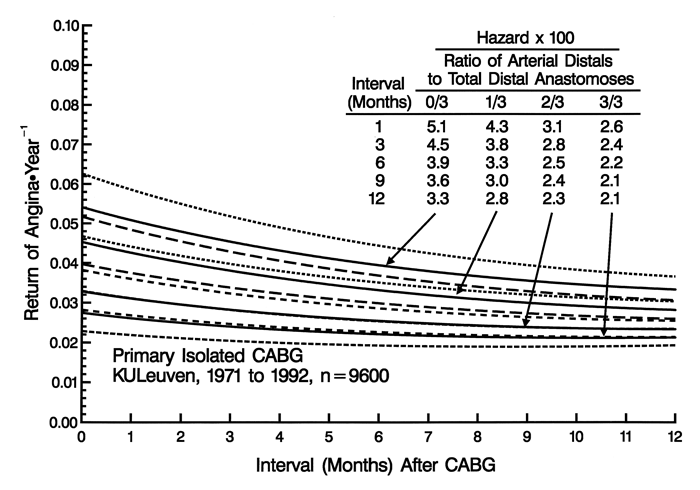 Hazard x 100
Ratio of Arterial Distals
to Total Distal Anastomoses
Interval
(Months) 0/3 1/3 2/3 3/3
1 5.1 4.3 3.1 2.6
3 4.5 3.8 2.8 2.4
6 3.9 3.3 2.5 2.2
9 3.6 3.0 2.4 2.1
12 3.3 2.8 2.3 2.1
Return of Angina•Year⁻¹
0.10
0.09
0.08
0.07
0.06
0.05
0.04
0.03
0.02
0.01
0.00
Primary Isolated CABG
KULeuven, 1971 to 1992, n=9600
0 1 2 3 4 5 6 7 8 9 10 11 12
Interval (Months) After CABG